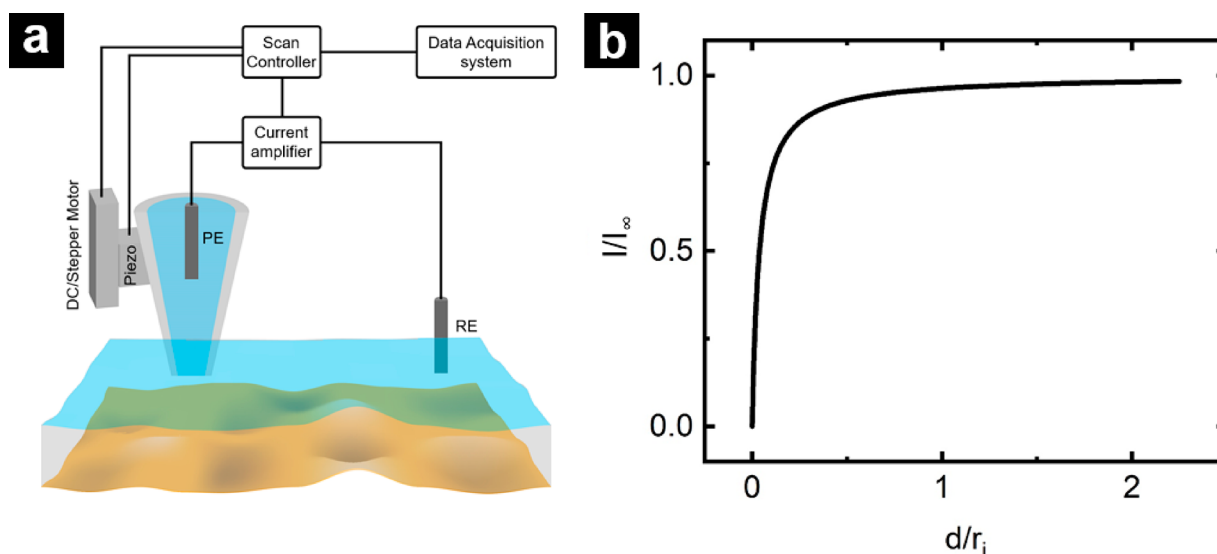 a
Scan
Controller
Data Acquisition
system
Current
amplifier
DC/Stepper Motor
Piezo
PE
RE
b
I/I∞
1.0
0.5
0.0
0
1
2
d/ri